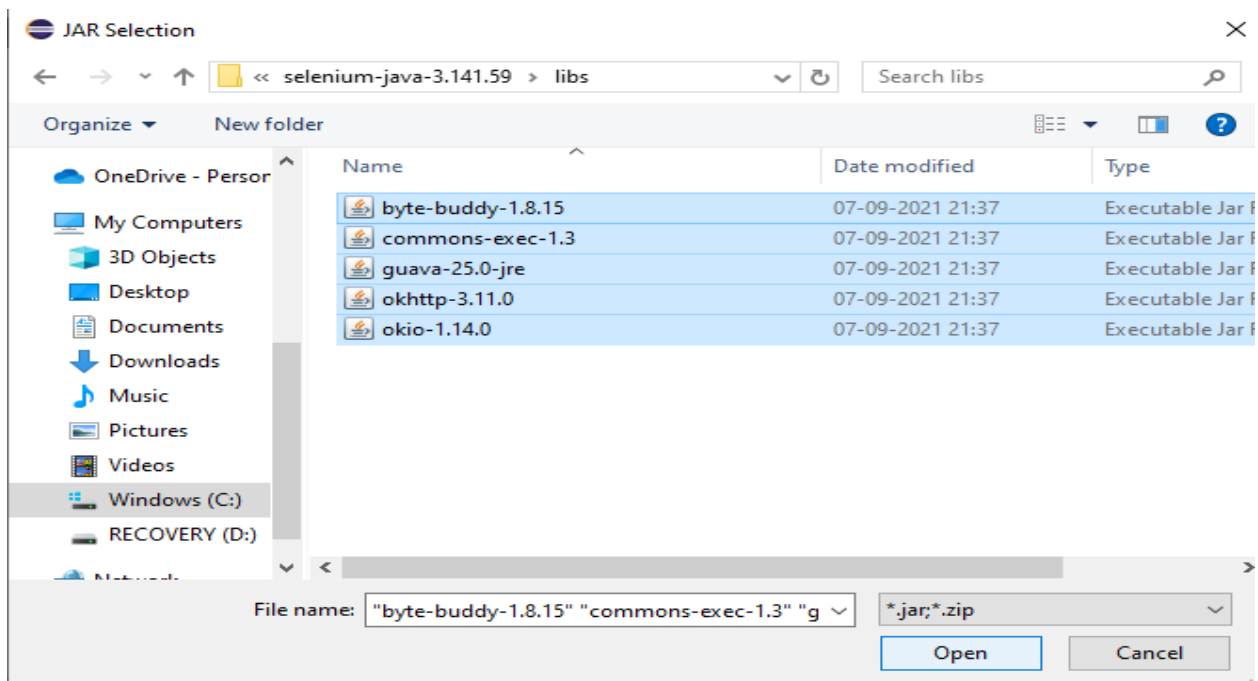 JAR Selection
« selenium-java-3.141.59 > libs
Search libs
Organize
New folder
Name
Date modified
Type
OneDrive - Person
My Computers
3D Objects
Desktop
Documents
Downloads
Music
Pictures
Videos
Windows (C:)
RECOVERY (D:)
byte-buddy-1.8.15 07-09-2021 21:37 Executable Jar F
commons-exec-1.3 07-09-2021 21:37 Executable Jar F
guava-25.0-jre 07-09-2021 21:37 Executable Jar F
okhttp-3.11.0 07-09-2021 21:37 Executable Jar F
okio-1.14.0 07-09-2021 21:37 Executable Jar F
File name: "byte-buddy-1.8.15" "commons-exec-1.3" "g
*.jar;*.zip
Open
Cancel